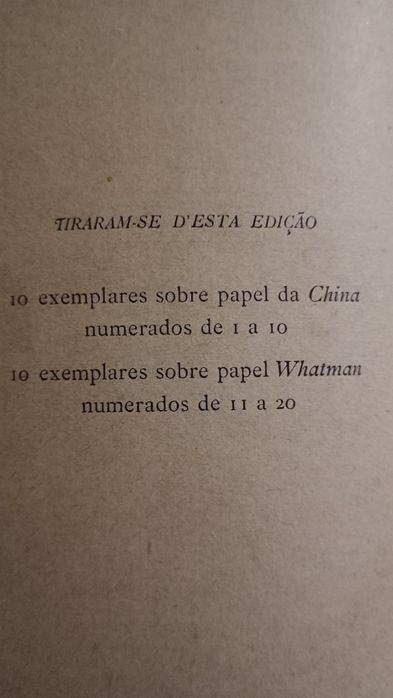 TIRARAM-SE D'ESTA EDIÇÃO
10 exemplares sobre papel da China
numerados de 1 a 10
10 exemplares sobre papel Whatman
numerados de 11 a 20